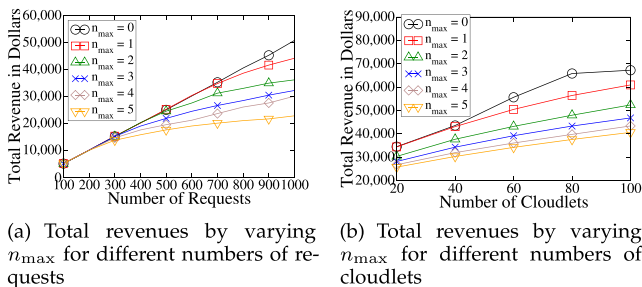 60,000
50,000
40,000
30,000
20,000
10,000
0
Total Revenue in Dollars
n_max = 0
n_max = 1
n_max = 2
n_max = 3
n_max = 4
n_max = 5
100 200 300 400 500 600 700 800 900 1000
Number of Requests
(a) Total revenues by varying
n_max for different numbers of re-
quests
90,000
80,000
70,000
60,000
50,000
40,000
30,000
20,000
Total Revenue in Dollars
n_max = 0
n_max = 1
n_max = 2
n_max = 3
n_max = 4
n_max = 5
20 40 60 80 100
Number of Cloudlets
(b) Total revenues by varying
n_max for different numbers of
cloudlets